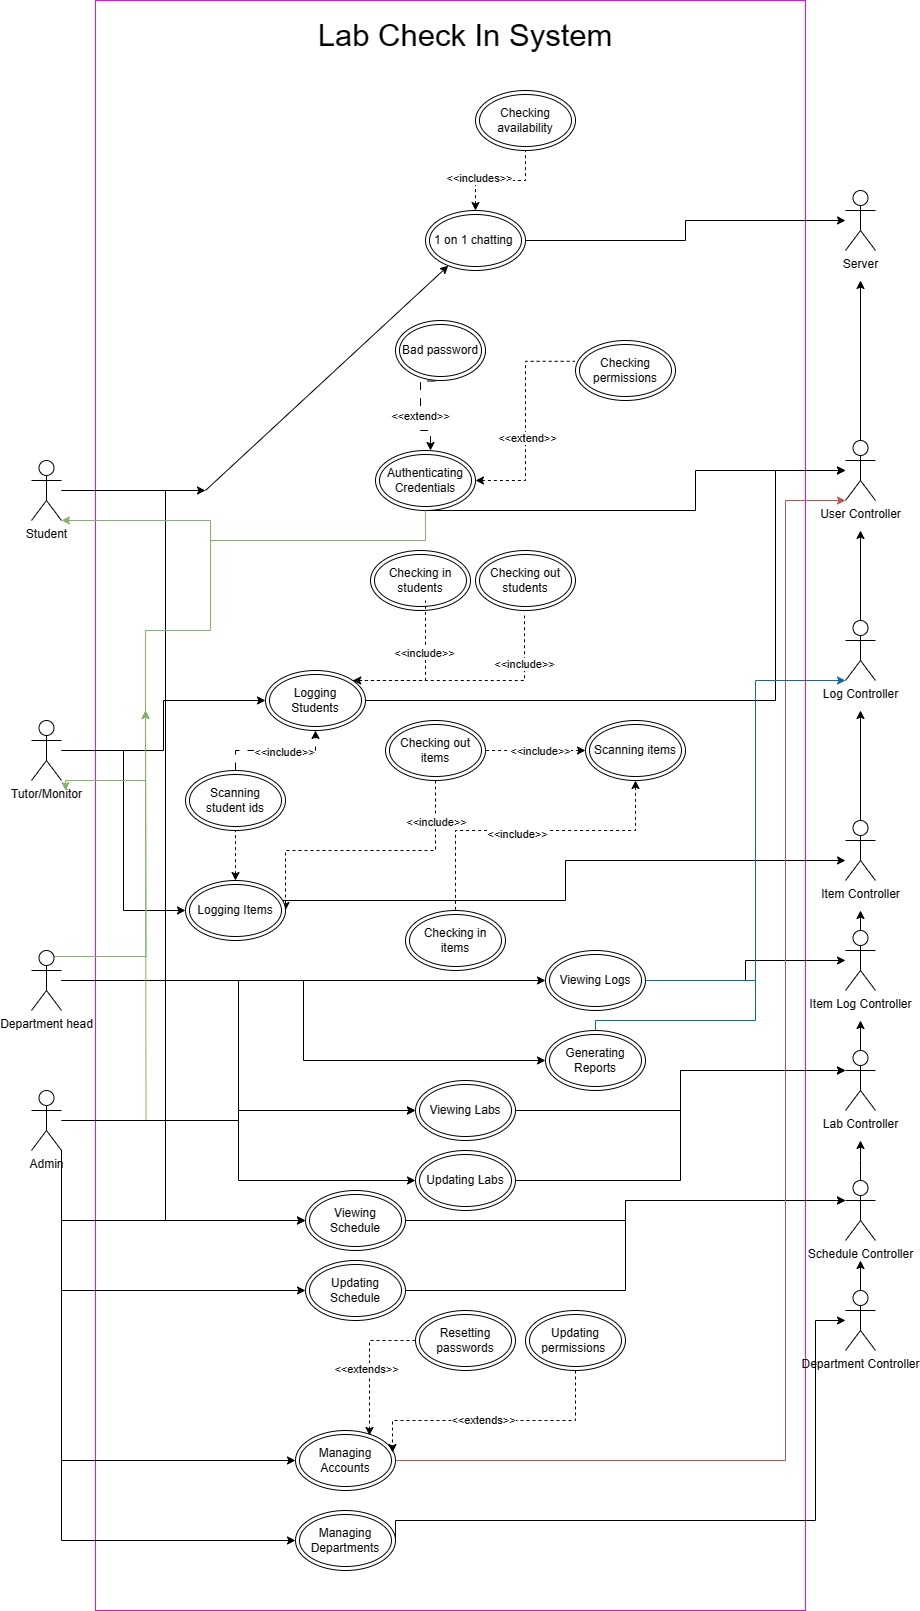 Lab Check In System
Checking
availability
<<includes>>
1 on 1 chatting
Server
Bad password
Checking
permissions
<<extend>>
<<extend>>
Authenticating
Credentials
User Controller
Student
Checking in
students
Checking out
students
<<include>>
<<include>>
Logging
Students
Log Controller
<<include>>
Checking out
items
<<include>>
Scanning items
Tutor/Monitor
Scanning
student ids
<<include>>
<<include>>
Logging Items
Item Controller
Checking in
items
Viewing Logs
Item Log Controller
Department head
Generating
Reports
Viewing Labs
Lab Controller
Admin
Updating Labs
Viewing
Schedule
Schedule Controller
Updating
Schedule
Resetting
passwords
Updating
permissions
<<extends>>
Department Controller
<<extends>>
Managing
Accounts
Managing
Departments